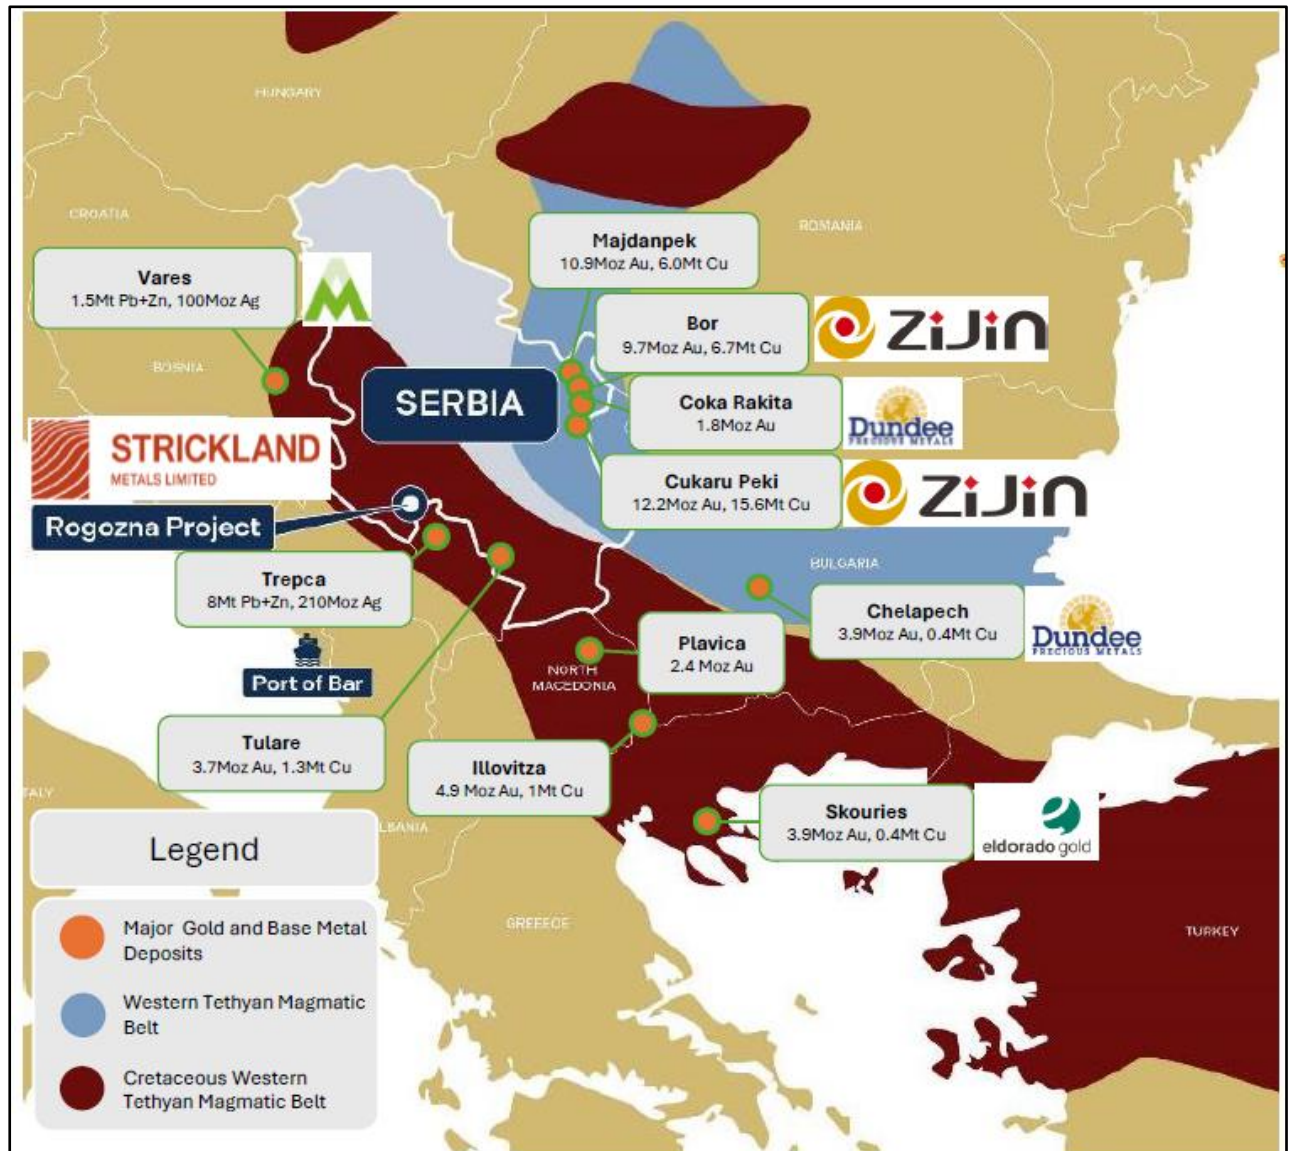 HUNGARY
CROATIA
ROMANIA
Majdanpek
10.9Moz Au, 6.0Mt Cu
Vares
1.5Mt Pb+Zn, 100Moz Ag
Bor
9.7Moz Au, 6.7Mt Cu
ZiJin
BOSNIA
SERBIA
Coka Rakita
1.8Moz Au
Dundee
PRECIOUS METALS
STRICKLAND
METALS LIMITED
Cukaru Peki
12.2Moz Au, 15.6Mt Cu
ZiJin
Rogozna Project
BULGARIA
Trepca
8Mt Pb+Zn, 210Moz Ag
Chelapech
3.9Moz Au, 0.4Mt Cu
Dundee
PRECIOUS METALS
Plavica
2.4 Moz Au
NORTH
MACEDONIA
Port of Bar
Tulare
3.7Moz Au, 1.3Mt Cu
Illovitza
4.9 Moz Au, 1Mt Cu
TALY
Skouries
3.9Moz Au, 0.4Mt Cu
eldorado gold
LBANIA
Legend
GREEECE
TURKEY
Major Gold and Base Metal
Deposits
Western Tethyan Magmatic
Belt
Cretaceous Western
Tethyan Magmatic Belt